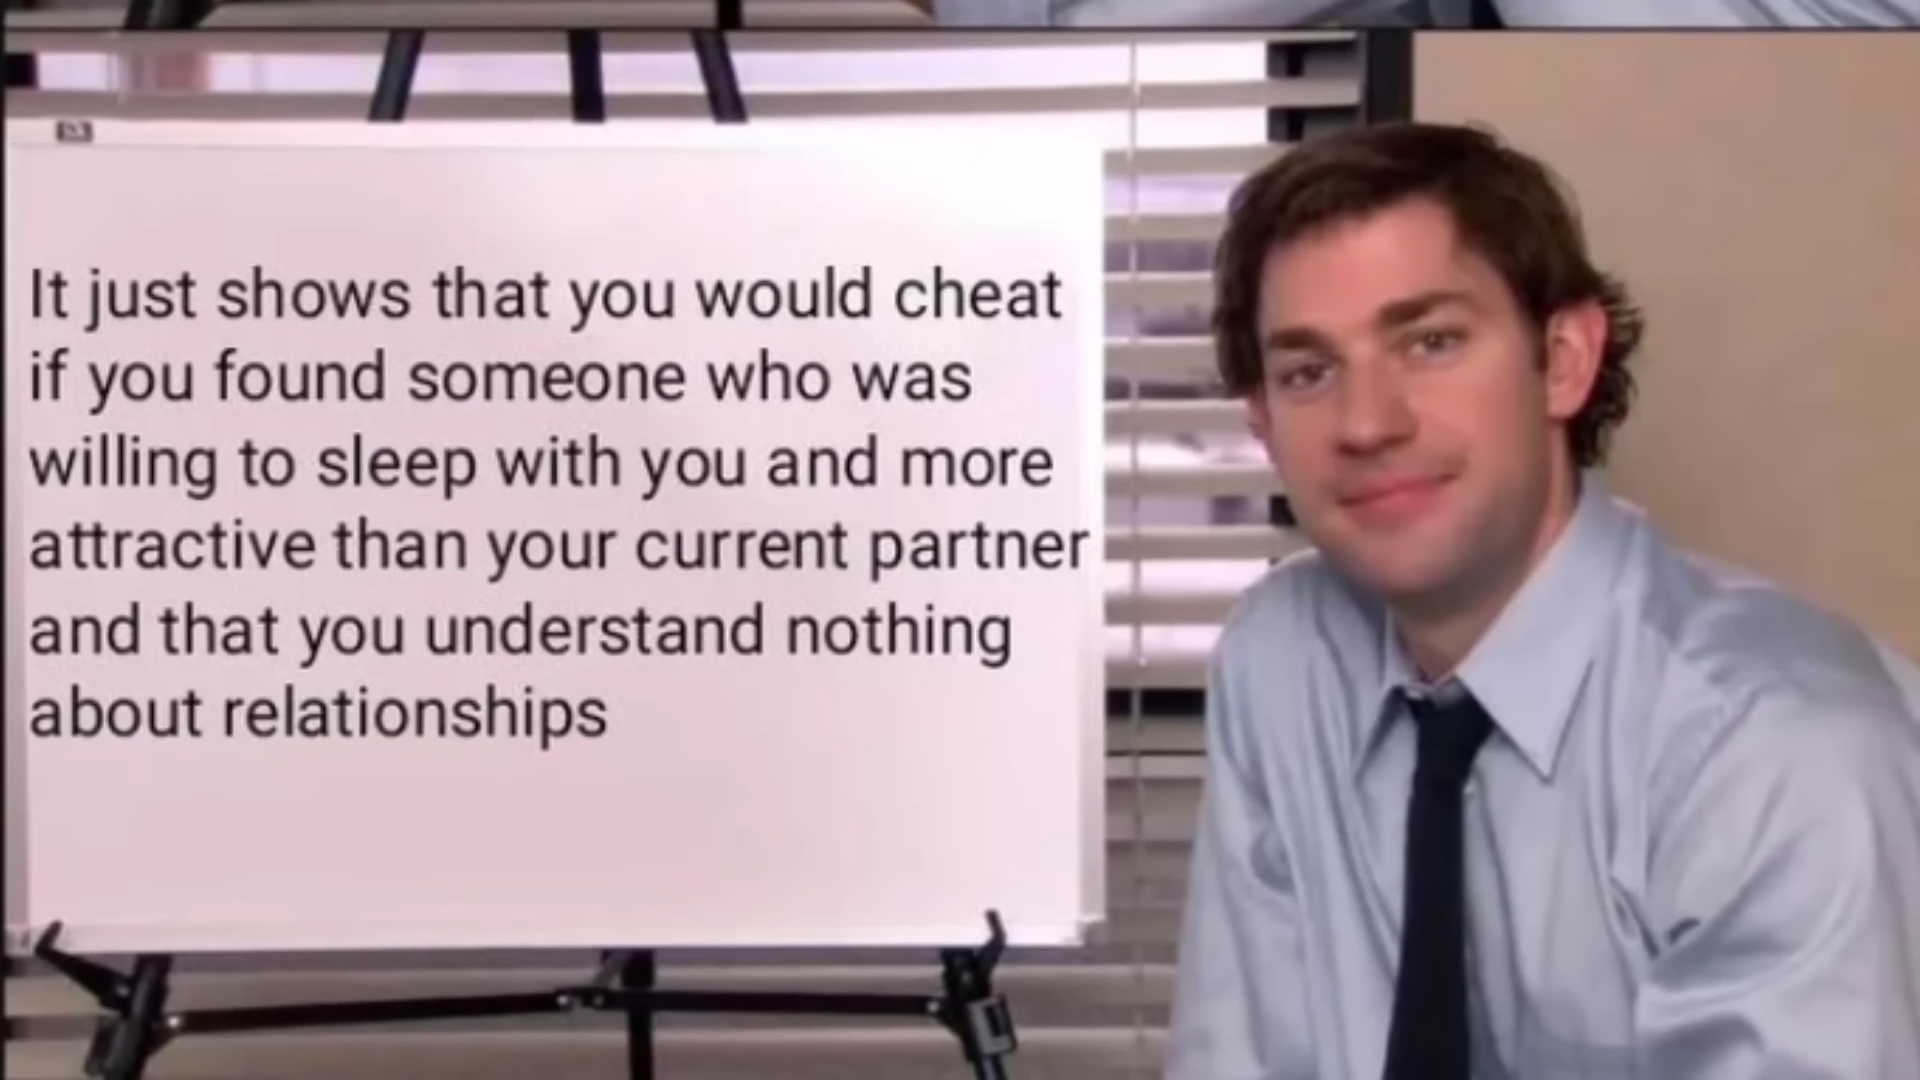 It just shows that you would cheat
if you found someone who was
willing to sleep with you and more
attractive than your current partner
and that you understand nothing
about relationships